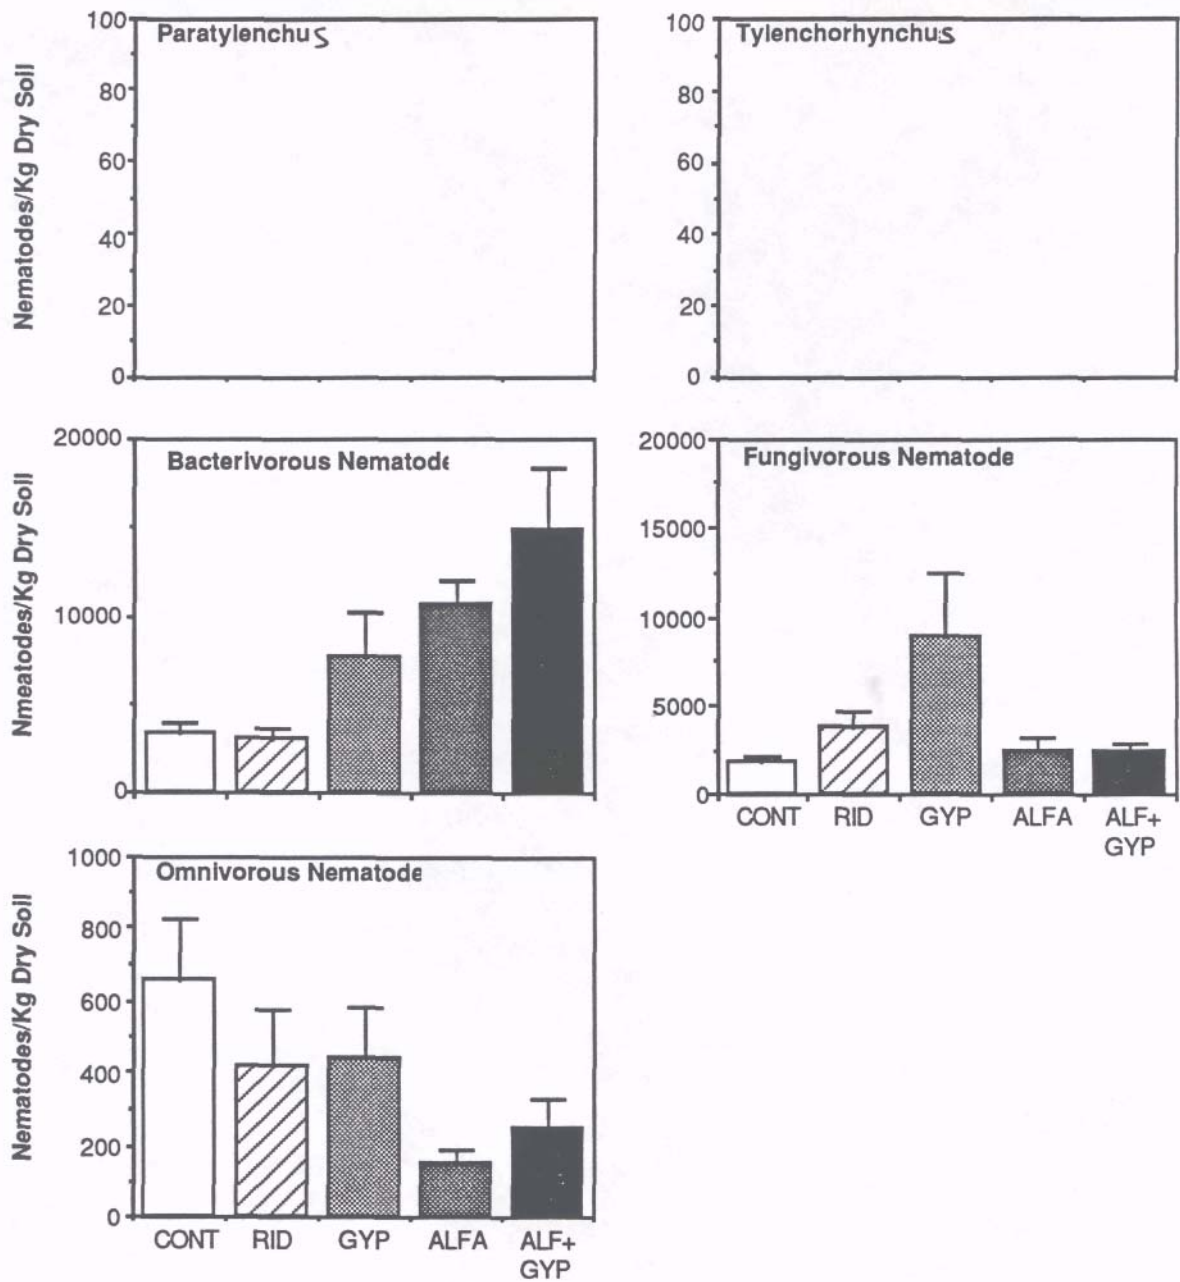 Paratylenchus
Nematodes/Kg Dry Soil
100
80
60
40
20
0
Tylenchorhynchus
100
80
60
40
20
0
Bacterivorous Nematode
Nmeatodes/Kg Dry Soil
20000
10000
0
Fungivorous Nematode
20000
15000
10000
5000
0
CONT RID GYP ALFA ALF+
GYP
Omnivorous Nematode
Nematodes/Kg Dry Soil
1000
800
600
400
200
0
CONT RID GYP ALFA ALF+
GYP